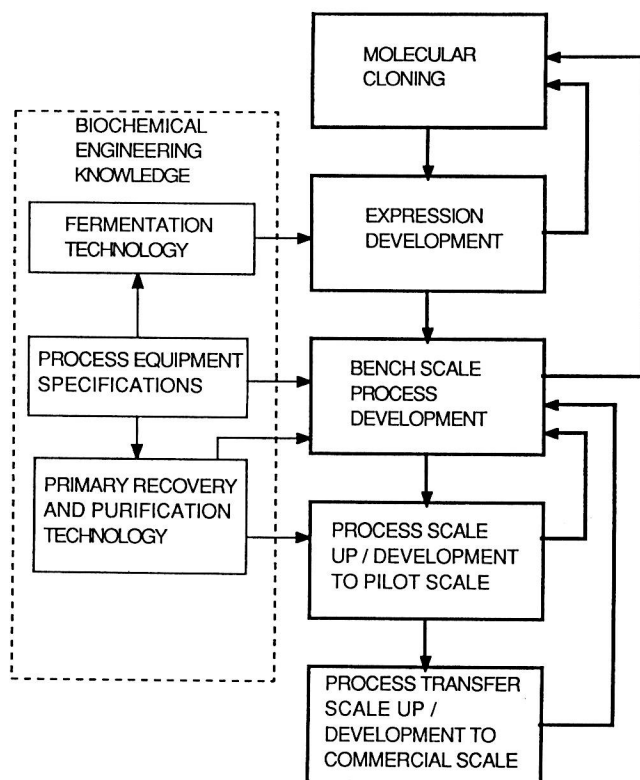 MOLECULAR
CLONING
BIOCHEMICAL
ENGINEERING
KNOWLEDGE
FERMENTATION
TECHNOLOGY
EXPRESSION
DEVELOPMENT
PROCESS EQUIPMENT
SPECIFICATIONS
BENCH SCALE
PROCESS
DEVELOPMENT
PRIMARY RECOVERY
AND PURIFICATION
TECHNOLOGY
PROCESS SCALE
UP / DEVELOPMENT
TO PILOT SCALE
PROCESS TRANSFER
SCALE UP /
DEVELOPMENT TO
COMMERCIAL SCALE